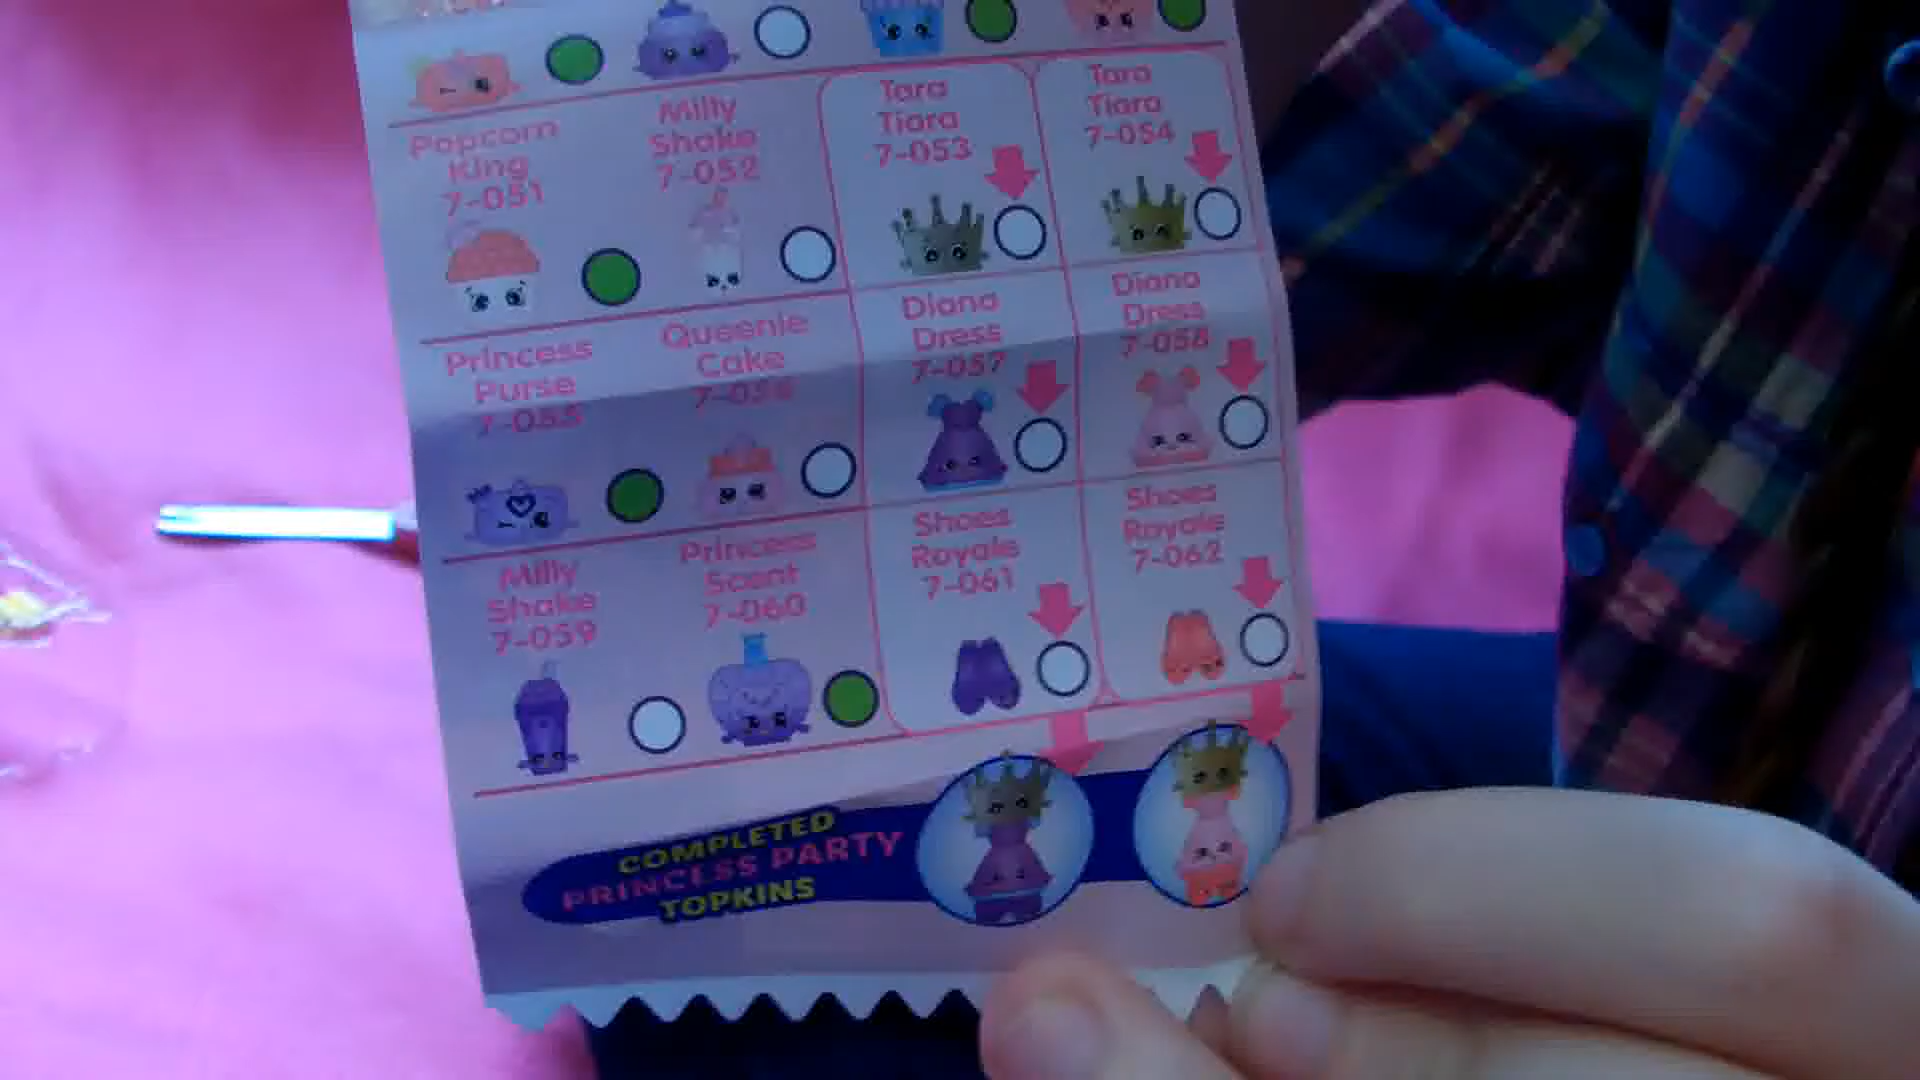 Popcorn
King
7-051
Milly
Shake
7-052
Tara
Tiara
7-053
Tara
Tiara
7-054
Princess
Purse
7-055
Queenie
Cake
7-056
Diana
Dress
7-057
Diana
Dress
7-058
Milly
Shake
7-059
Princess
Scent
7-060
Shoes
Royale
7-061
Shoes
Royale
7-062
COMPLETED
PRINCESS PARTY
TOPKINS